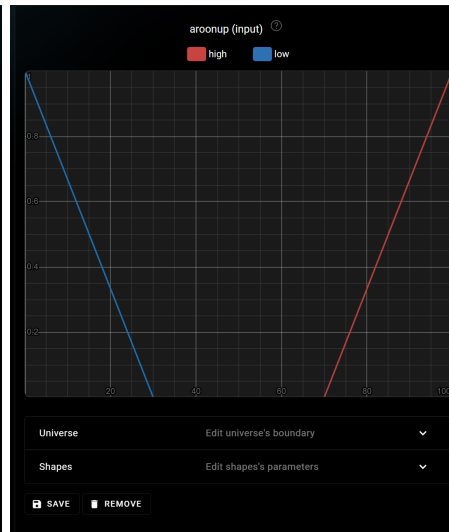 aroonup (input) ?
high low
1
0.8
0.6
0.4
0.2
20 40 60 80 100
Universe Edit universe's boundary
Shapes Edit shapes's parameters
SAVE REMOVE